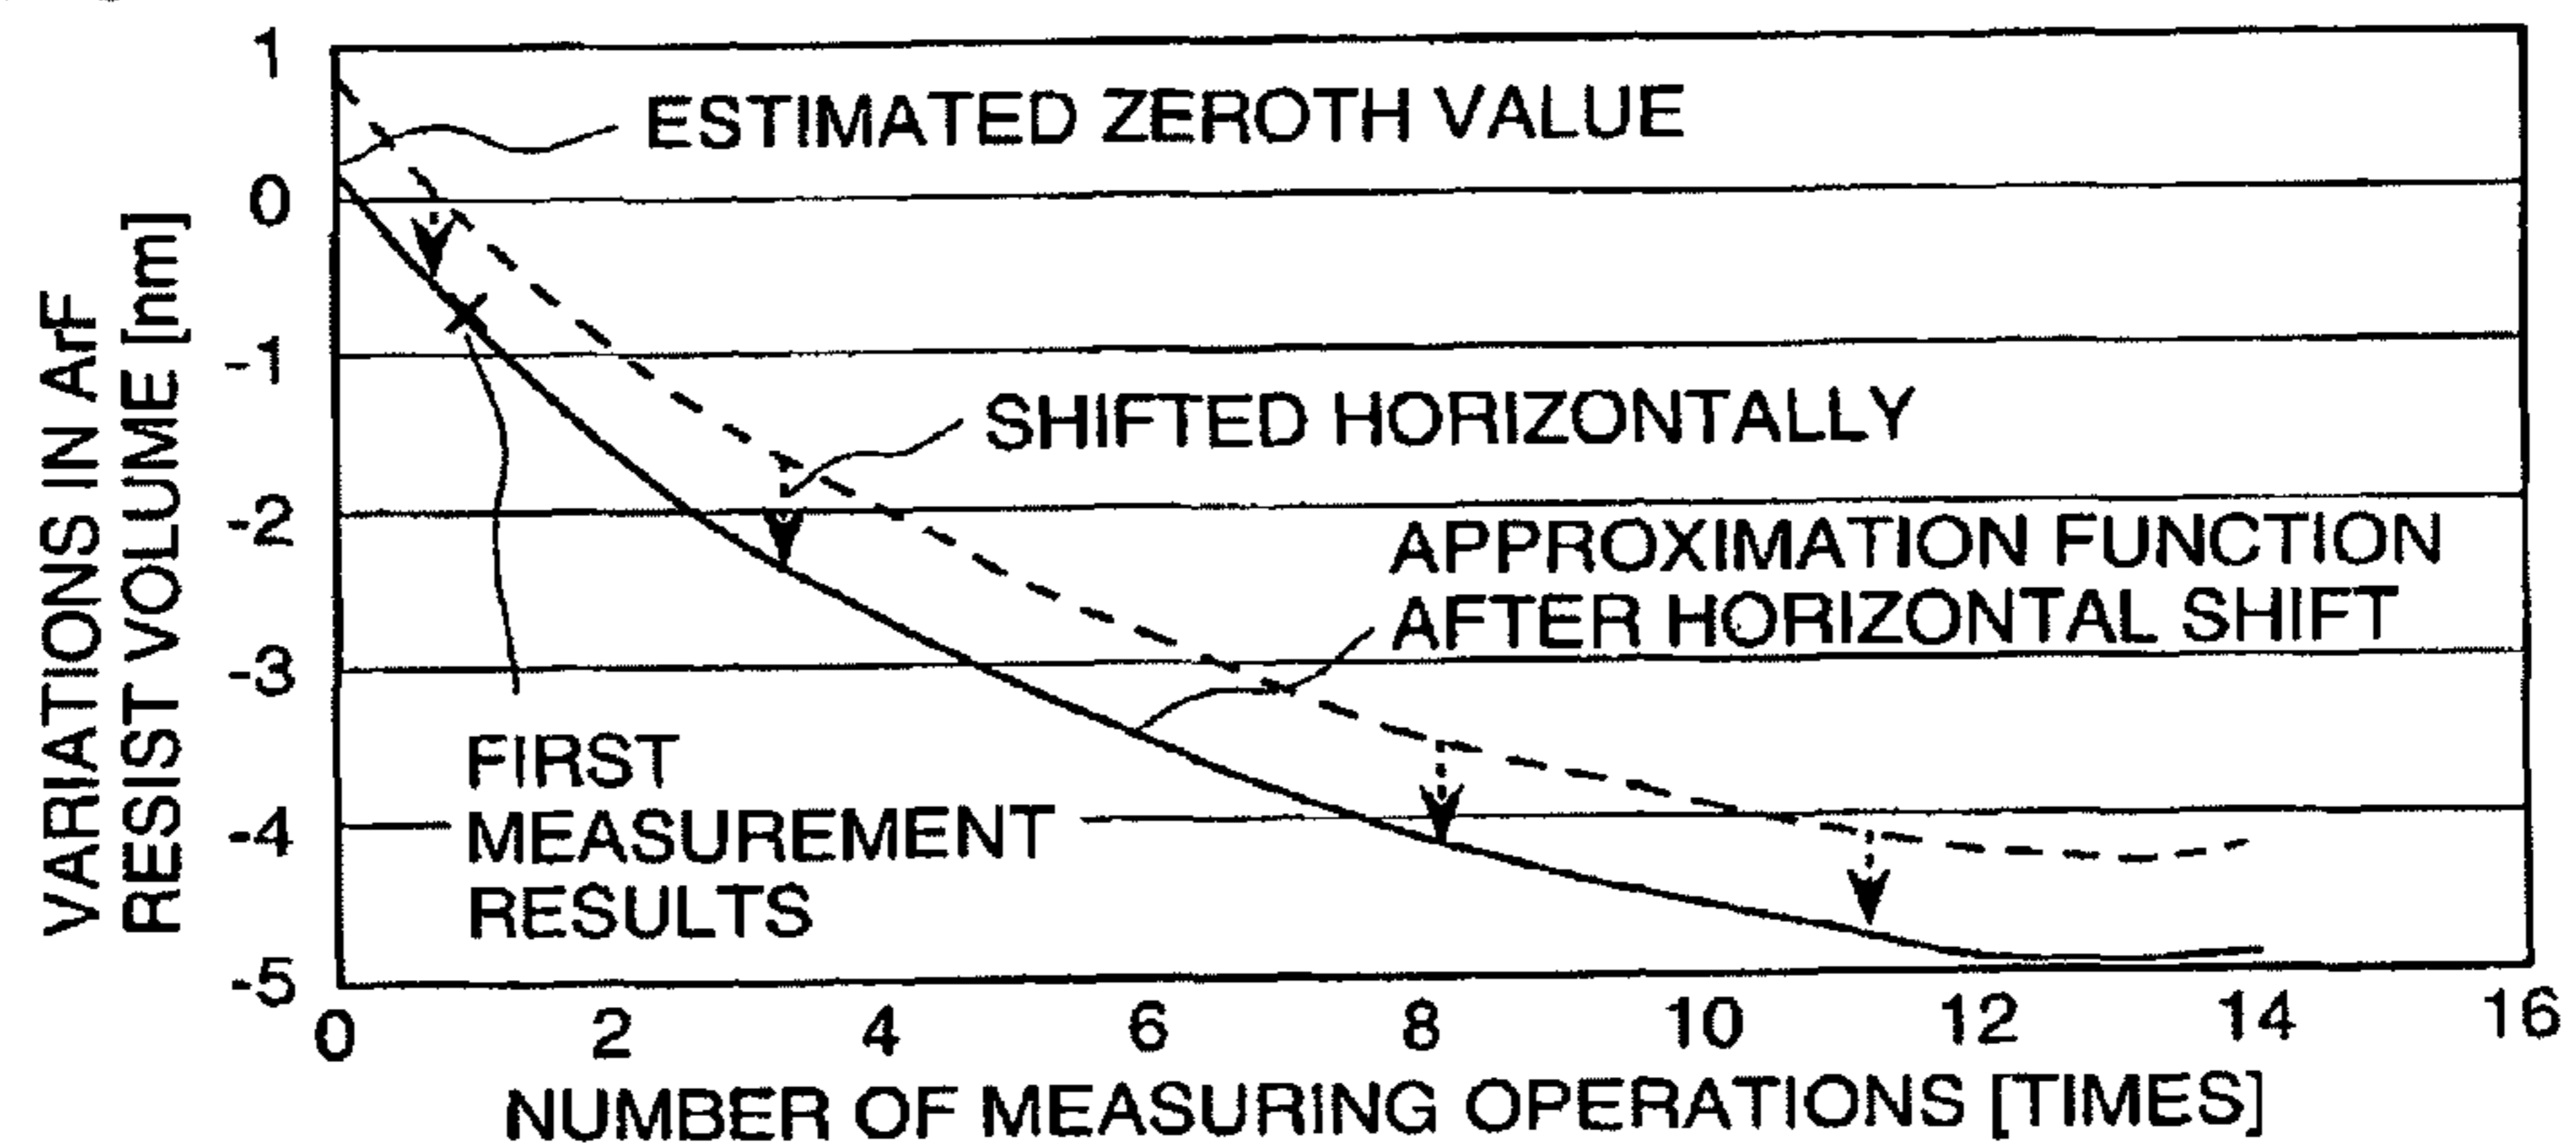 1
ESTIMATED ZEROTH VALUE
0
-1
SHIFTED HORIZONTALLY
-2
APPROXIMATION FUNCTION
AFTER HORIZONTAL SHIFT
-3
FIRST
MEASUREMENT
RESULTS
-4
-5
0 2 4 6 8 10 12 14 16
NUMBER OF MEASURING OPERATIONS [TIMES]
VARIATIONS IN ArF
RESIST VOLUME [nm]